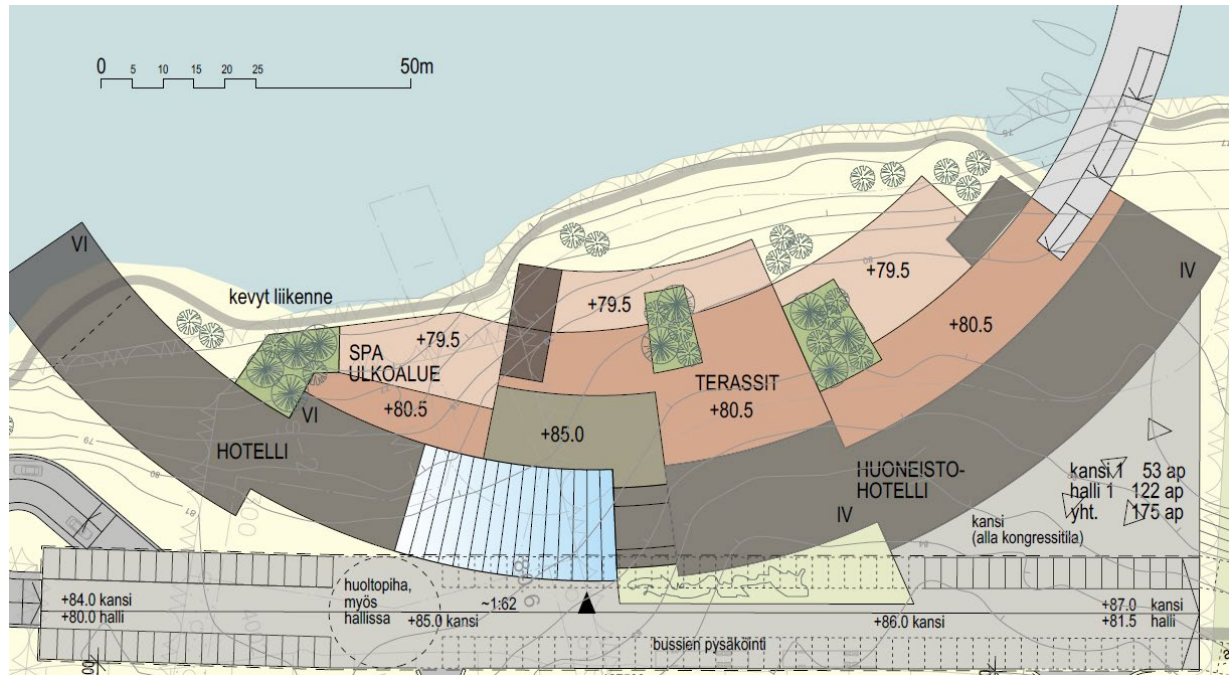 0 5 10 15 20 25 50m
VI
kevyt liikenne
SPA
ULKOALUE
+79.5
+79.5
+79.5
+80.5
+80.5
TERASSIT
+80.5
+85.0
VI
HOTELLI
IV
HUONEISTO-
HOTELLI
IV
kansi 1 53 ap
halli 1 122 ap
yht. 175 ap
kansi
(alla kongressitila)
79
80
81
+84.0 kansi
+80.0 halli
huoltopiha,
myös
hallissa
~1:62
+85.0 kansi
+86.0 kansi
+87.0 kansi
+81.5 halli
bussien pysäköinti